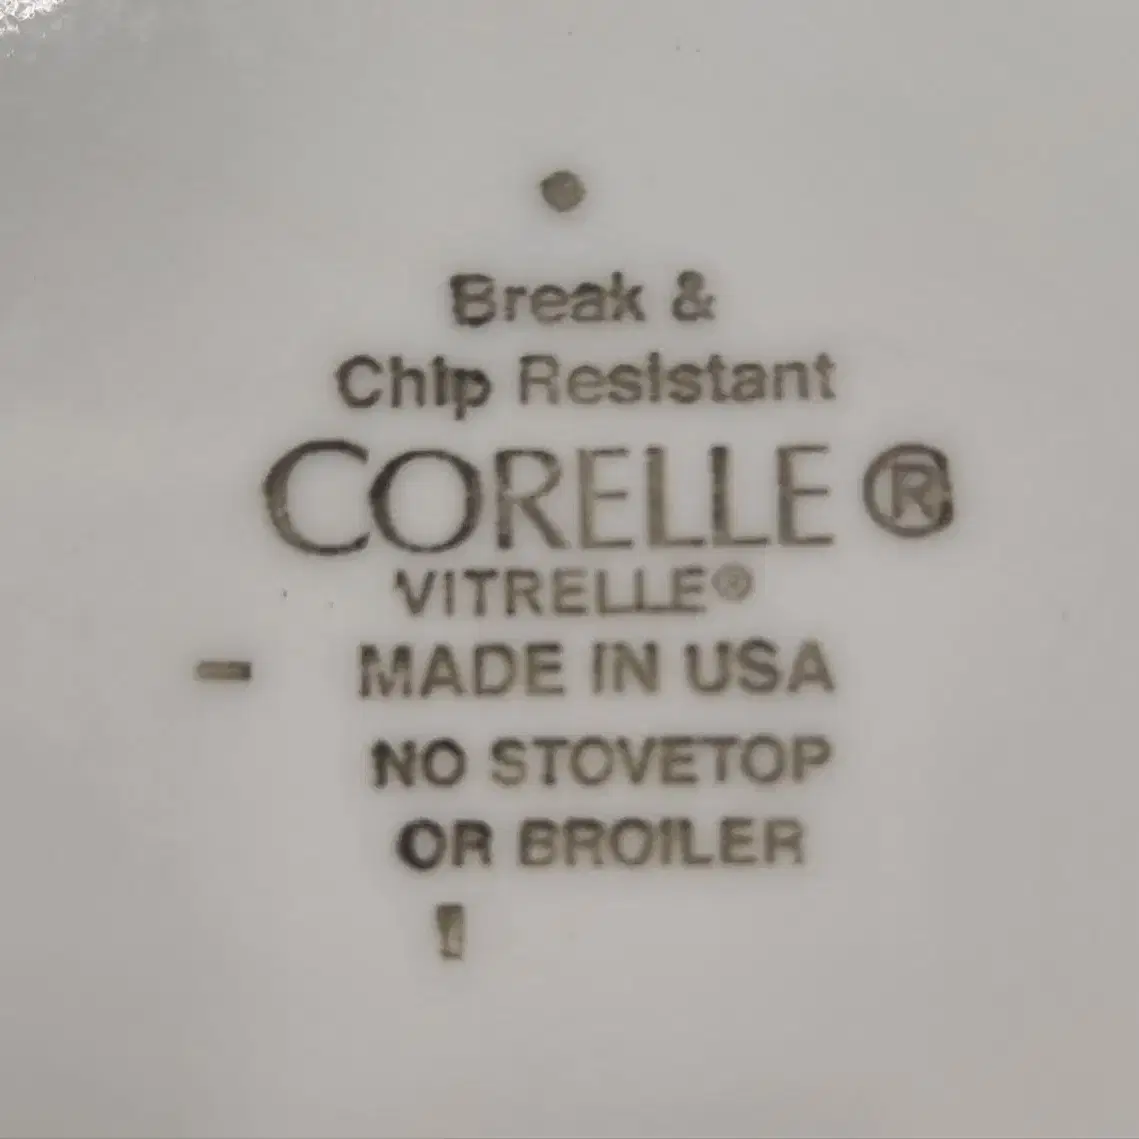 Break &
Chip Resistant
CORELLE ®
VITRELLE®
MADE IN USA
NO STOVETOP
OR BROILER